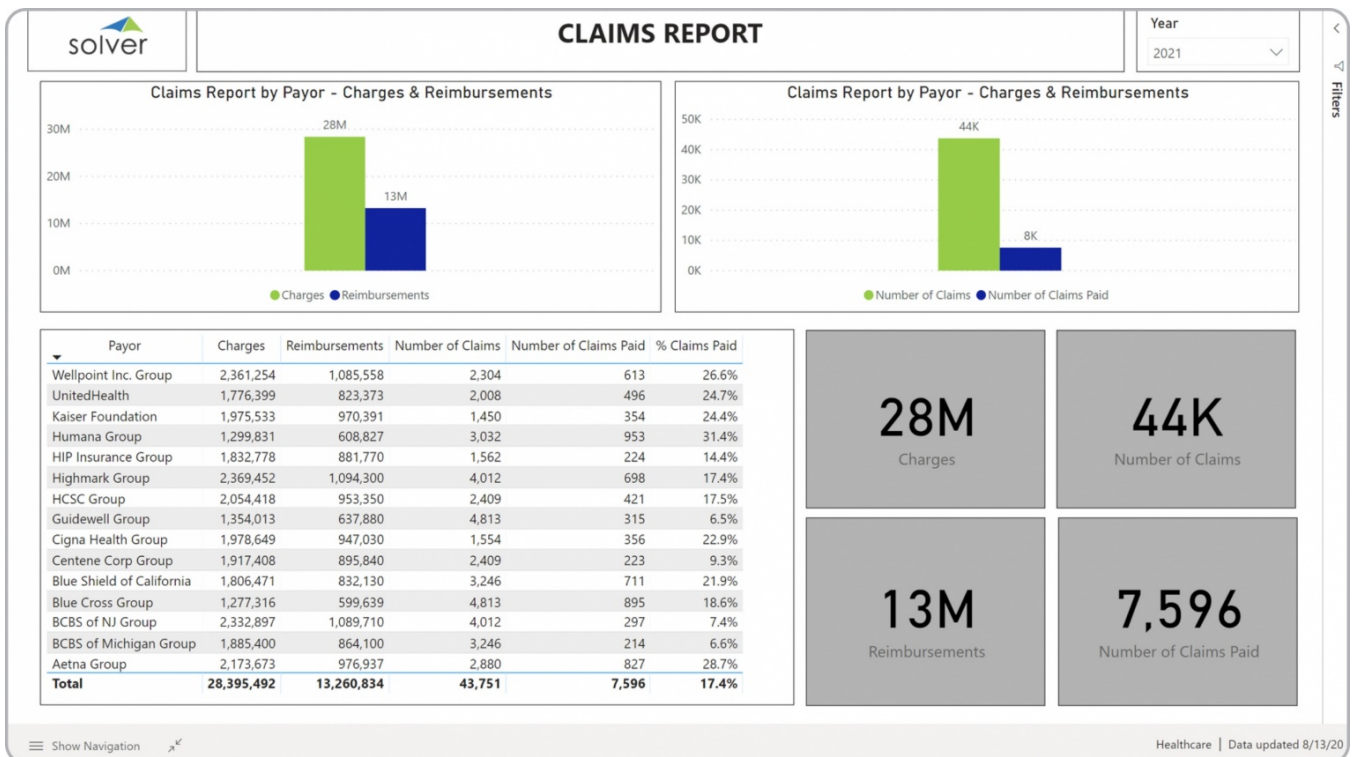 solver
CLAIMS REPORT
Year
2021
Filters
Claims Report by Payor - Charges & Reimbursements
30M
20M
10M
0M
28M
13M
Charges Reimbursements
Claims Report by Payor - Charges & Reimbursements
50K
40K
30K
20K
10K
0K
44K
8K
Number of Claims Number of Claims Paid
Payor Charges Reimbursements Number of Claims Number of Claims Paid % Claims Paid
Wellpoint Inc. Group 2,361,254 1,085,558 2,304 613 26.6%
UnitedHealth 1,776,399 823,373 2,008 496 24.7%
Kaiser Foundation 1,975,533 970,391 1,450 354 24.4%
Humana Group 1,299,831 608,827 3,032 953 31.4%
HIP Insurance Group 1,832,778 881,770 1,562 224 14.4%
Highmark Group 2,369,452 1,094,300 4,012 698 17.4%
HCSC Group 2,054,418 953,350 2,409 421 17.5%
Guidewell Group 1,354,013 637,880 4,813 315 6.5%
Cigna Health Group 1,978,649 947,030 1,554 356 22.9%
Centene Corp Group 1,917,408 895,840 2,409 223 9.3%
Blue Shield of California 1,806,471 832,130 3,246 711 21.9%
Blue Cross Group 1,277,316 599,639 4,813 895 18.6%
BCBS of NJ Group 2,332,897 1,089,710 4,012 297 7.4%
BCBS of Michigan Group 1,885,400 864,100 3,246 214 6.6%
Aetna Group 2,173,673 976,937 2,880 827 28.7%
Total 28,395,492 13,260,834 43,751 7,596 17.4%
28M
Charges
44K
Number of Claims
13M
Reimbursements
7,596
Number of Claims Paid
Show Navigation
Healthcare | Data updated 8/13/20